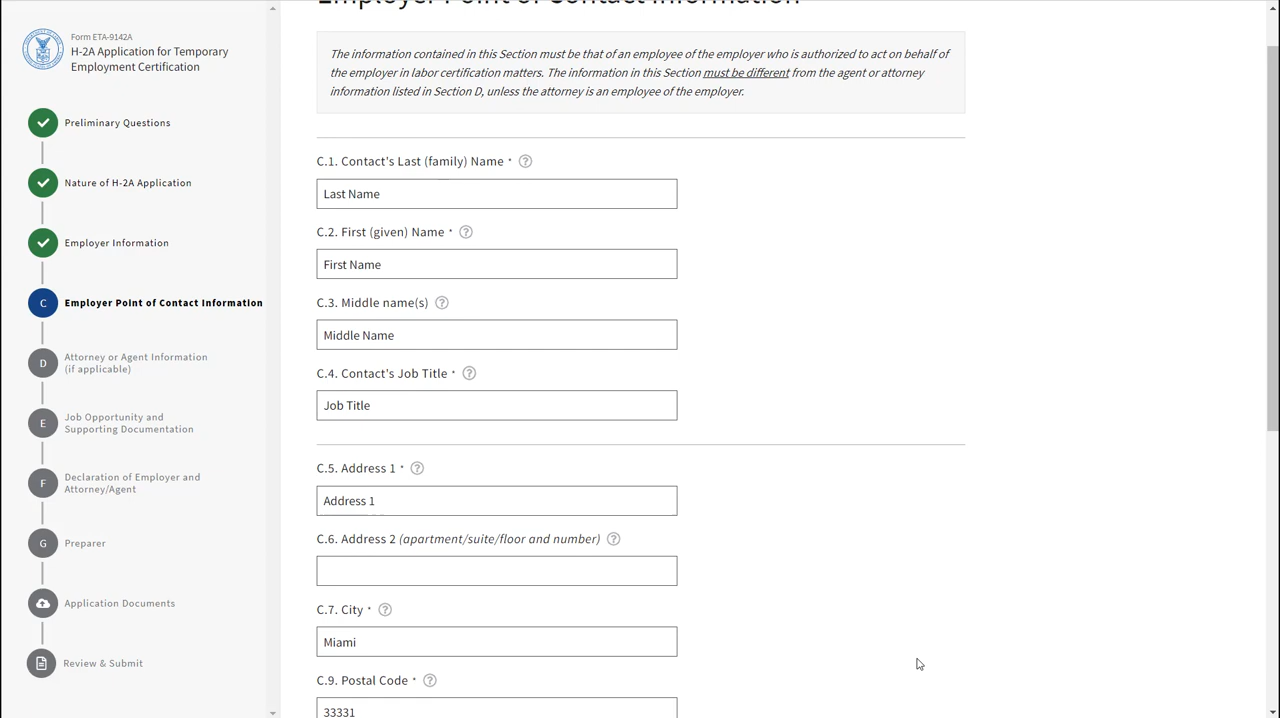 Employer Point of Contact Information
Form ETA-9142A
H-2A Application for Temporary
Employment Certification
Preliminary Questions
Nature of H-2A Application
Employer Information
C
Employer Point of Contact Information
D
Attorney or Agent Information
(if applicable)
E
Job Opportunity and
Supporting Documentation
F
Declaration of Employer and
Attorney/Agent
G
Preparer
Application Documents
Review & Submit
The information contained in this Section must be that of an employee of the employer who is authorized to act on behalf of
the employer in labor certification matters. The information in this Section must be different from the agent or attorney
information listed in Section D, unless the attorney is an employee of the employer.
C.1. Contact's Last (family) Name * ?
Last Name
C.2. First (given) Name * ?
First Name
C.3. Middle name(s) ?
Middle Name
C.4. Contact's Job Title * ?
Job Title
C.5. Address 1 * ?
Address 1
C.6. Address 2 (apartment/suite/floor and number) ?
C.7. City * ?
Miami
C.9. Postal Code * ?
33331